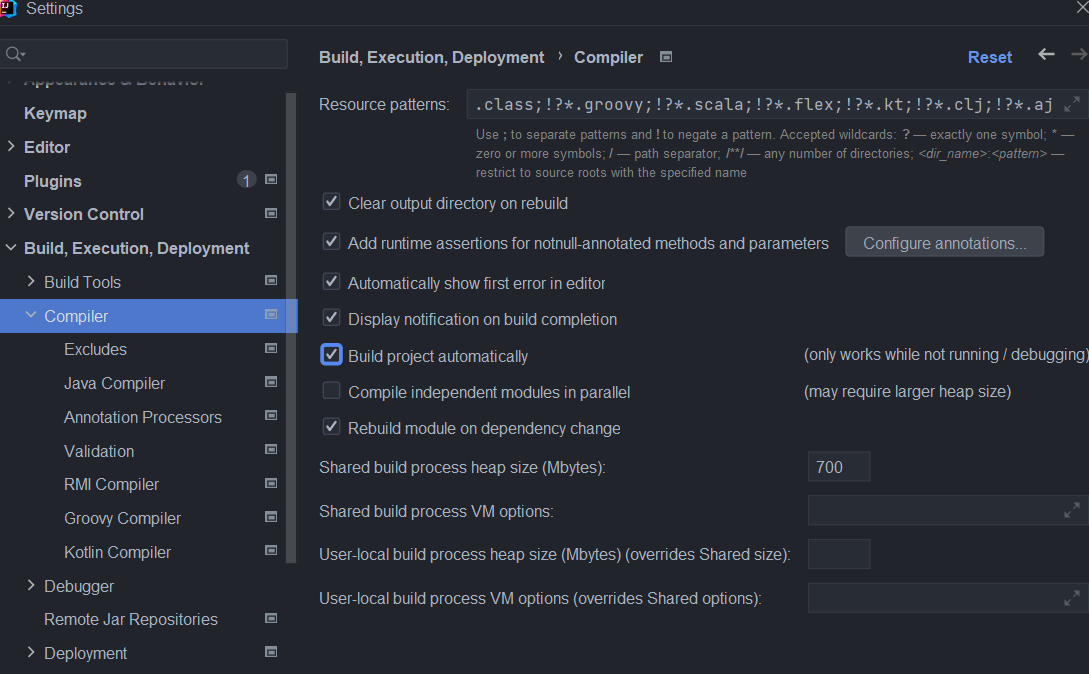 Settings
Appearance & Behavior
Keymap
Editor
Plugins 1
Version Control
Build, Execution, Deployment
Build Tools
Compiler
Excludes
Java Compiler
Annotation Processors
Validation
RMI Compiler
Groovy Compiler
Kotlin Compiler
Debugger
Remote Jar Repositories
Deployment
Build, Execution, Deployment › Compiler Reset
Resource patterns: .class;!?*.groovy;!?*.scala;!?*.flex;!?*.kt;!?*.clj;!?*.aj
Use ; to separate patterns and ! to negate a pattern. Accepted wildcards: ? — exactly one symbol; * —
zero or more symbols; / — path separator; /**/ — any number of directories; <dir_name>:<pattern> —
restrict to source roots with the specified name
Clear output directory on rebuild
Add runtime assertions for notnull-annotated methods and parameters Configure annotations...
Automatically show first error in editor
Display notification on build completion
Build project automatically (only works while not running / debugging)
Compile independent modules in parallel (may require larger heap size)
Rebuild module on dependency change
Shared build process heap size (Mbytes): 700
Shared build process VM options:
User-local build process heap size (Mbytes) (overrides Shared size):
User-local build process VM options (overrides Shared options):